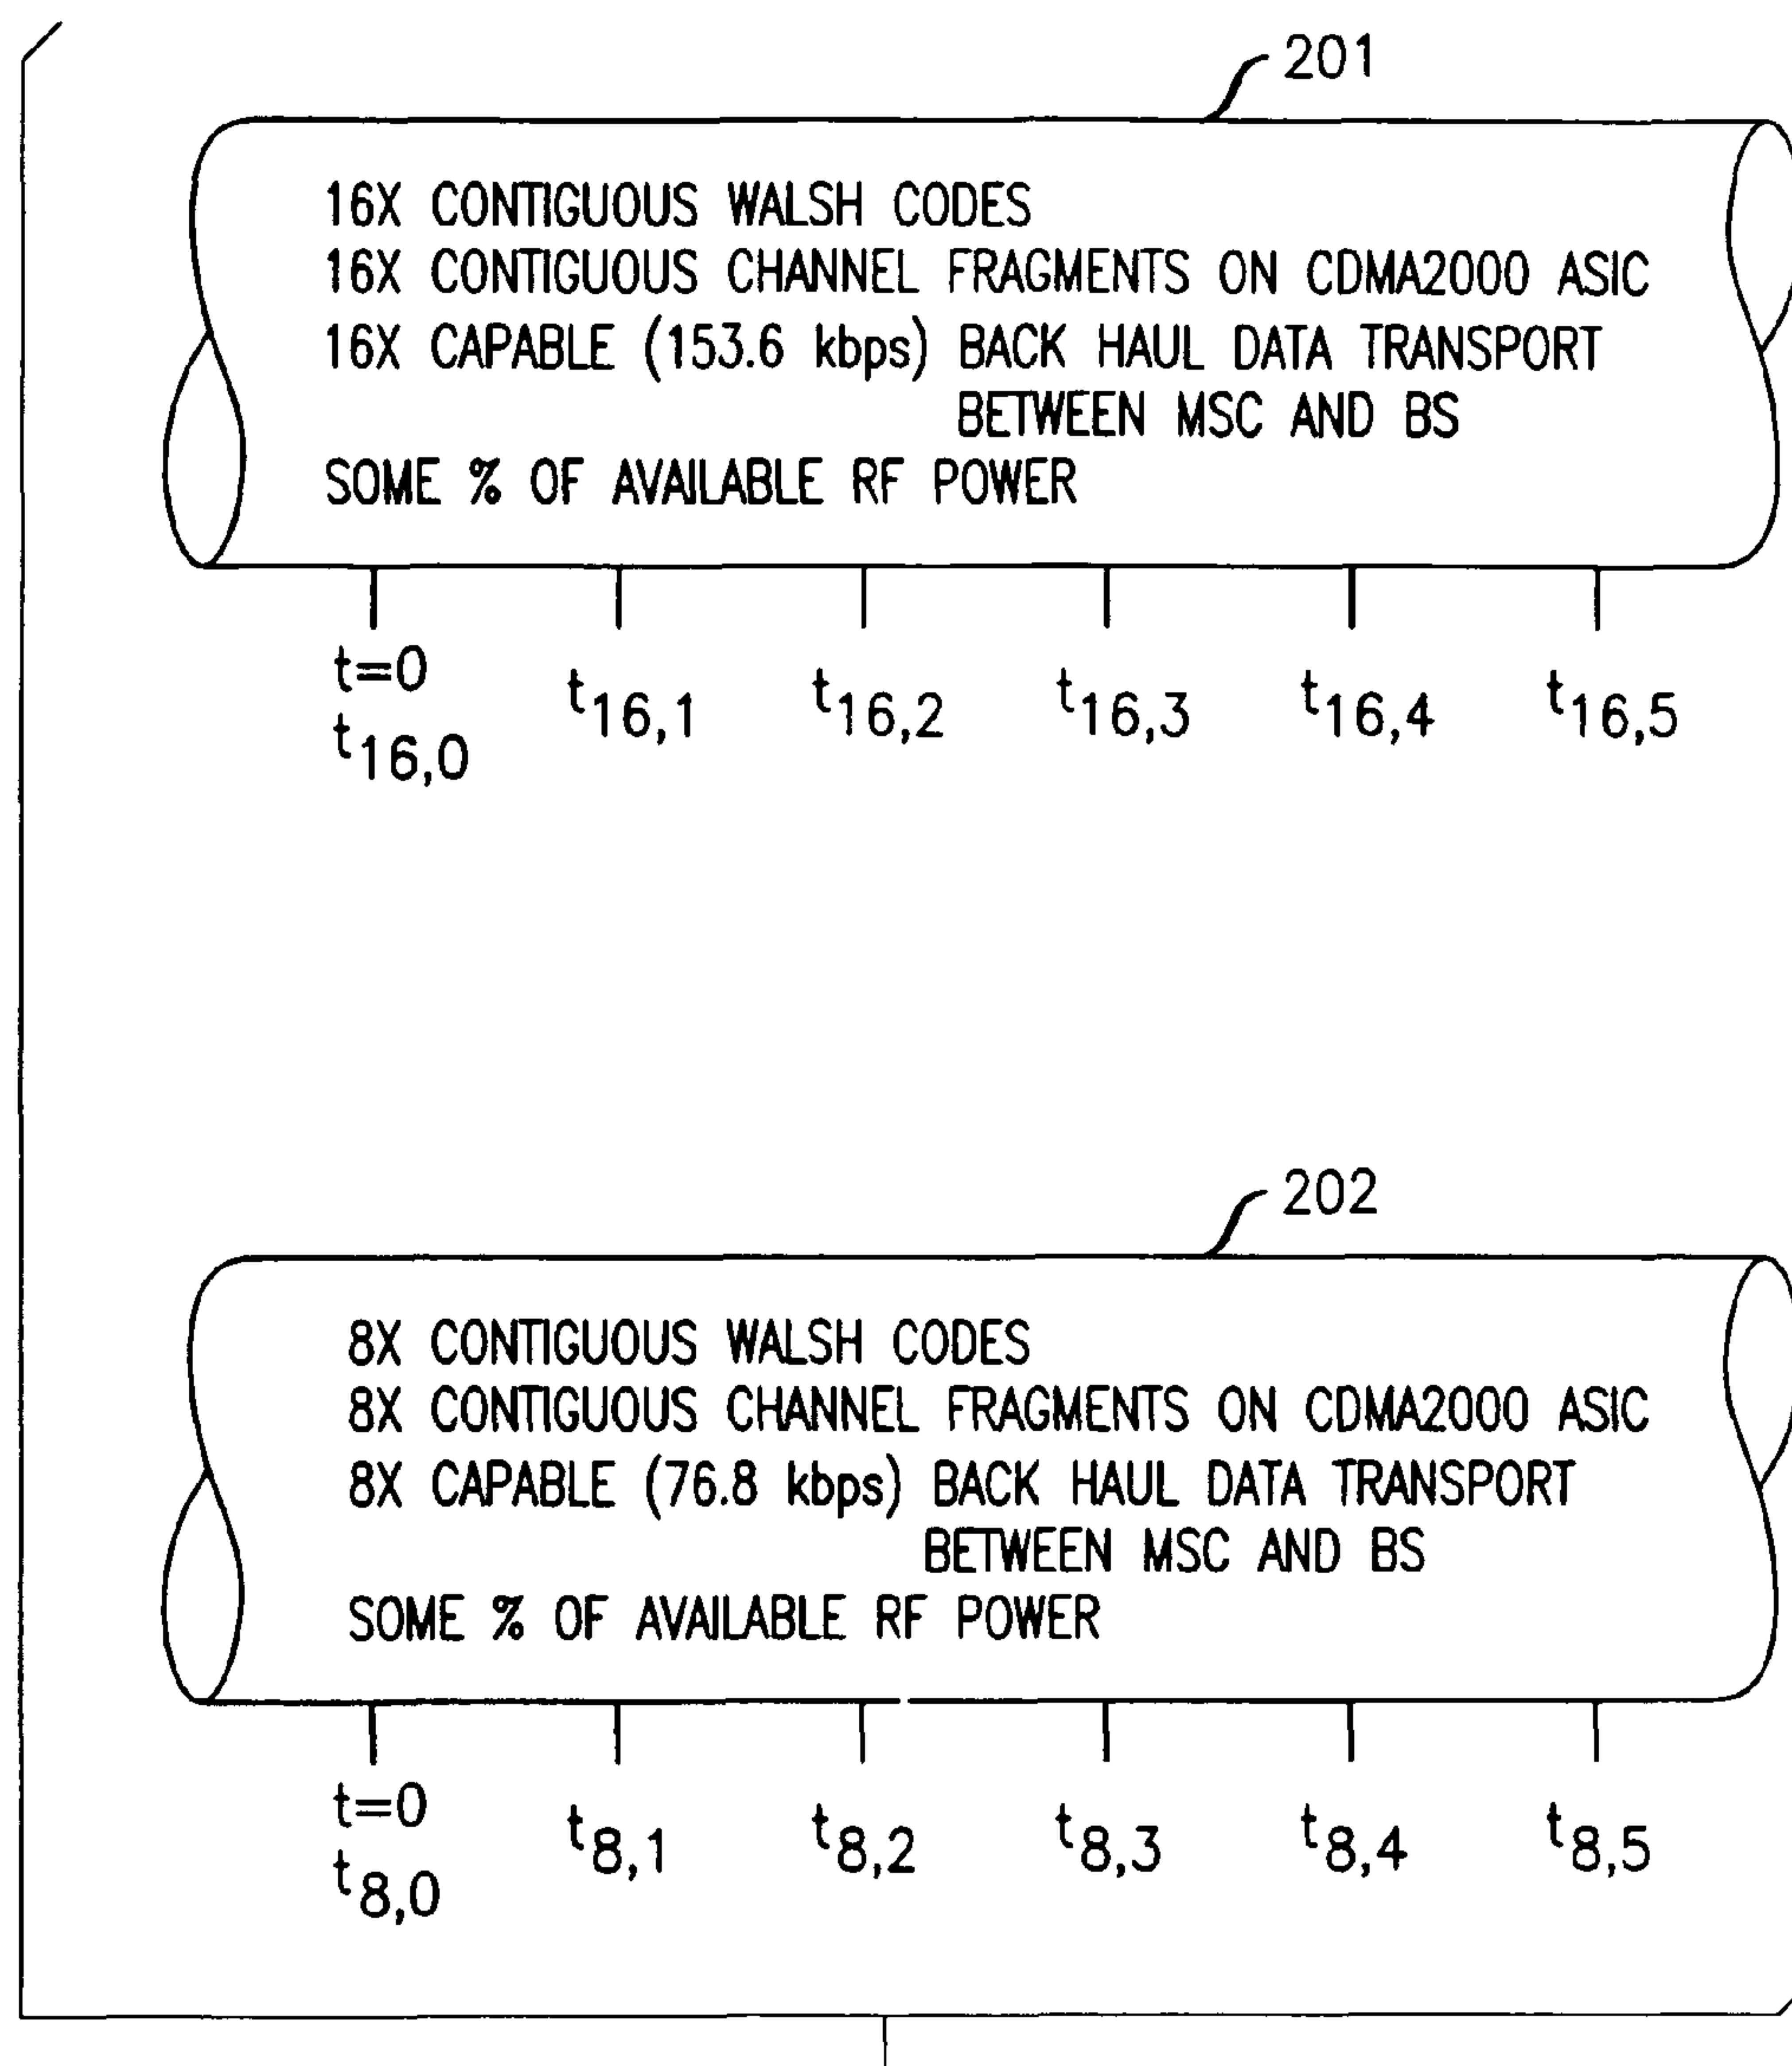 201
16X CONTIGUOUS WALSH CODES
16X CONTIGUOUS CHANNEL FRAGMENTS ON CDMA2000 ASIC
16X CAPABLE (153.6 kbps) BACK HAUL DATA TRANSPORT
BETWEEN MSC AND BS
SOME % OF AVAILABLE RF POWER
t=0
t16,0 t16,1 t16,2 t16,3 t16,4 t16,5
202
8X CONTIGUOUS WALSH CODES
8X CONTIGUOUS CHANNEL FRAGMENTS ON CDMA2000 ASIC
8X CAPABLE (76.8 kbps) BACK HAUL DATA TRANSPORT
BETWEEN MSC AND BS
SOME % OF AVAILABLE RF POWER
t=0
t8,0 t8,1 t8,2 t8,3 t8,4 t8,5